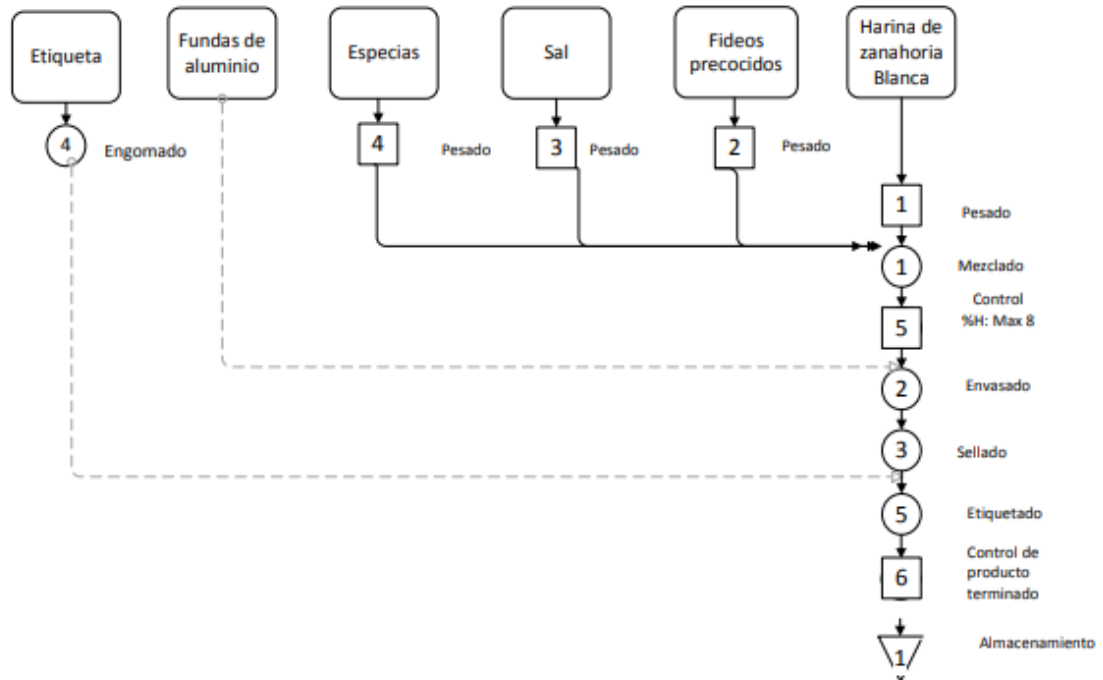 Etiqueta
Fundas de
aluminio
Especias
Sal
Fideos
precocidos
Harina de
zanahoria
Blanca
4
Engomado
4
Pesado
3
Pesado
2
Pesado
1
Pesado
1
Mezclado
5
Control
%H: Max 8
2
Envasado
3
Sellado
5
Etiquetado
6
Control de
producto
terminado
1
Almacenamiento